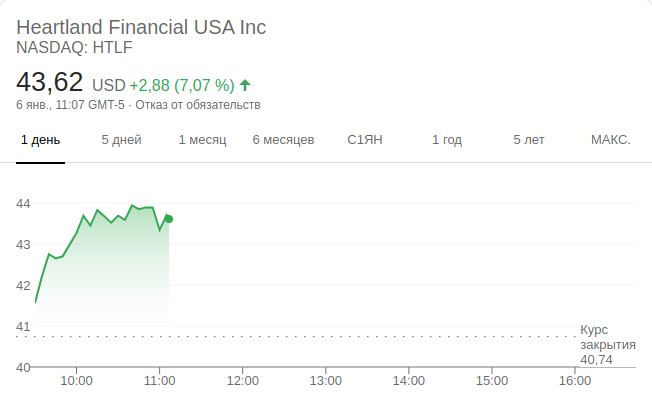 Heartland Financial USA Inc
NASDAQ: HTLF
43,62 USD +2,88 (7,07 %)
6 янв., 11:07 GMT-5 · Отказ от обязательств
1 день 5 дней 1 месяц 6 месяцев С1ЯН 1 год 5 лет МАКС.
44
43
42
41
40
Курс
закрытия
40,74
10:00 11:00 12:00 13:00 14:00 15:00 16:00